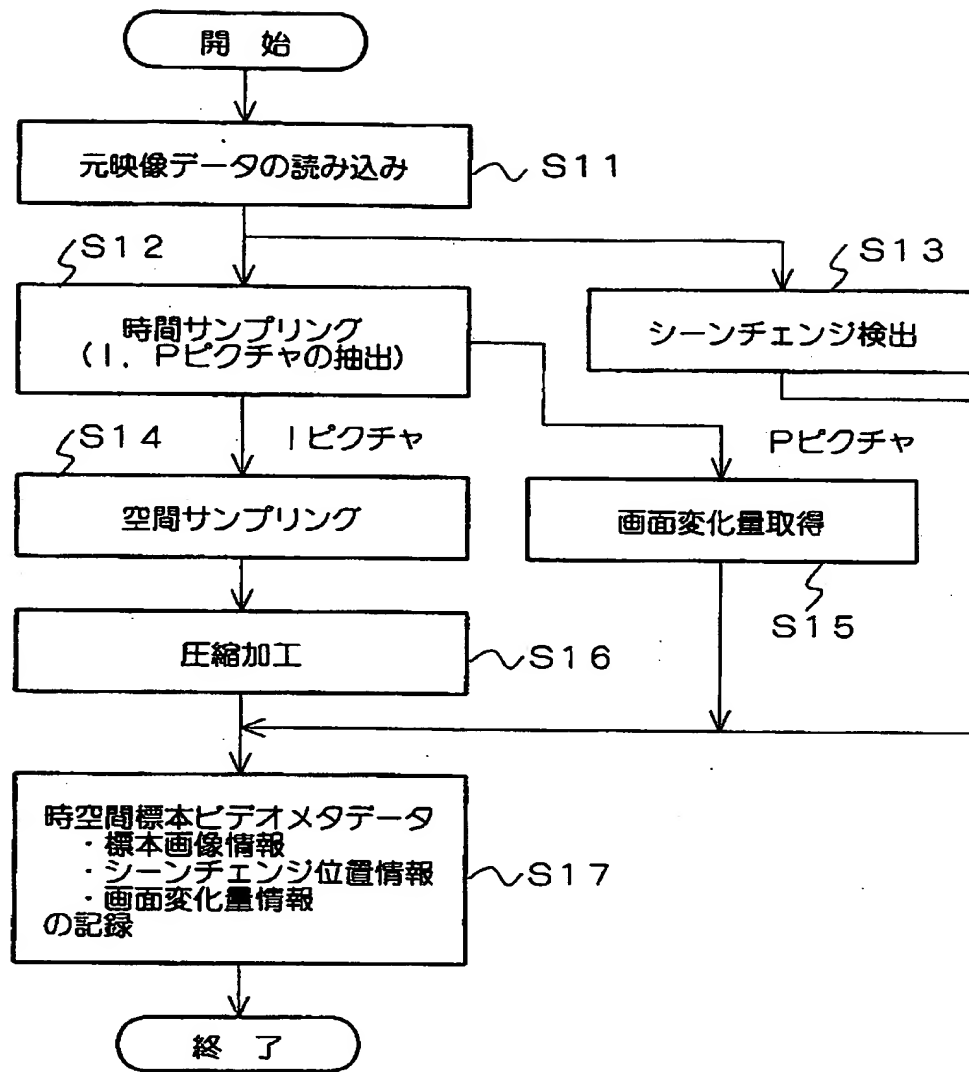 開 始
元映像データの読み込み
S11
S12
S13
時間サンプリング
(I, Pピクチャの抽出)
シーンチェンジ検出
S14
Iピクチャ
Pピクチャ
空間サンプリング
画面変化量取得
S15
圧縮加工
S16
時空間標本ビデオメタデータ
・標本画像情報
・シーンチェンジ位置情報
・画面変化量情報
の記録
S17
終 了